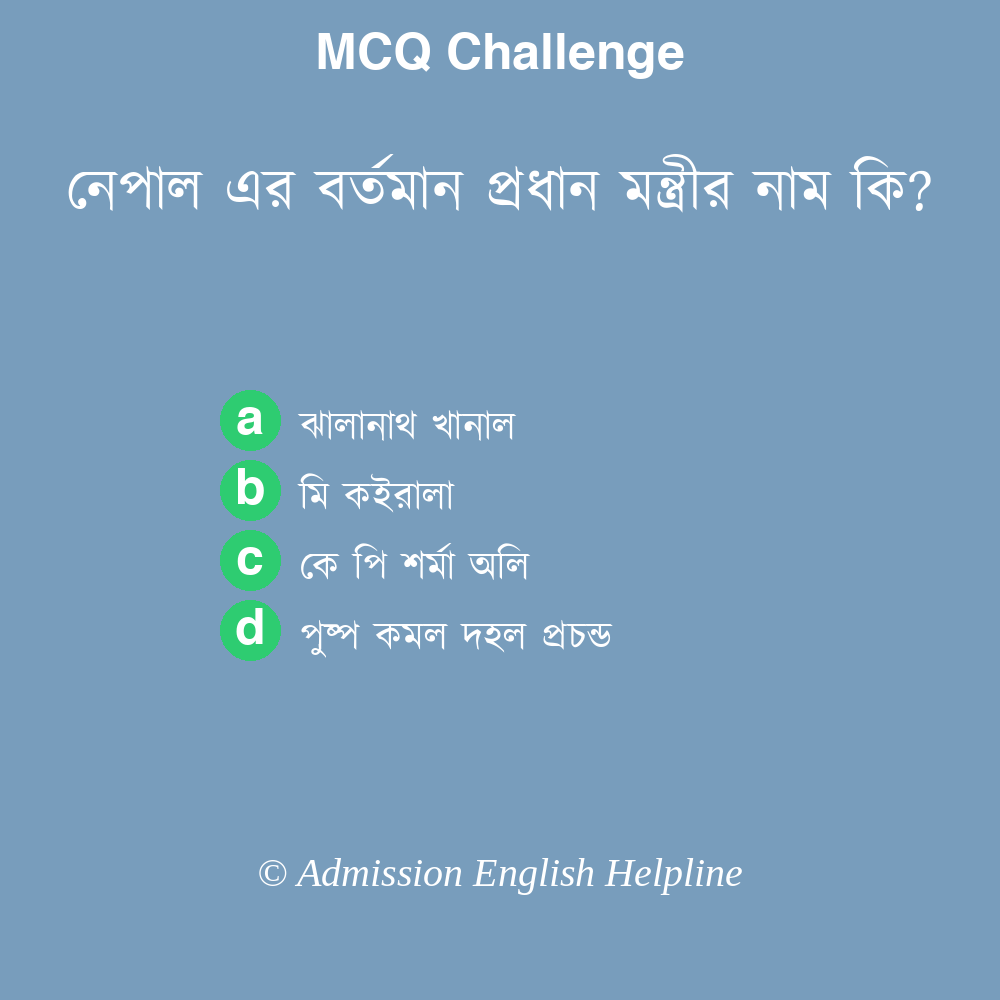 MCQ Challenge
নেপাল এর বর্তমান প্রধান মন্ত্রীর নাম কি?
a ঝালানাথ খানাল
b মি কইরালা
c কে পি শর্মা অলি
d পুষ্প কমল দহল প্রচন্ড
© Admission English Helpline